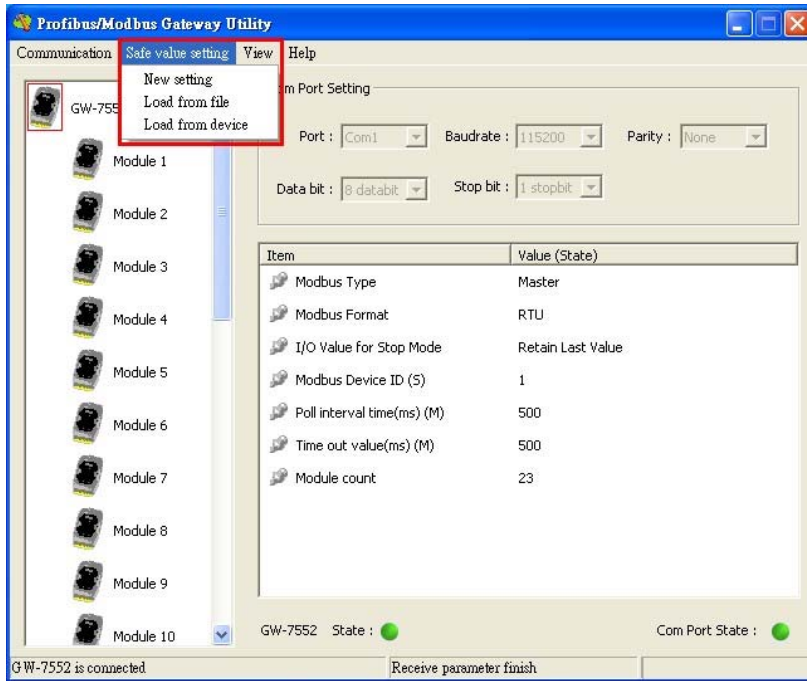 Profibus/Modbus Gateway Utility
Communication Safe value setting View Help
New setting
Load from file
Load from device
GW-755
Module 1
Module 2
Module 3
Module 4
Module 5
Module 6
Module 7
Module 8
Module 9
Module 10
m Port Setting
Port : Com1 Baudrate : 115200 Parity : None
Data bit : 8 databit Stop bit : 1 stopbit
Item Value (State)
Modbus Type Master
Modbus Format RTU
I/O Value for Stop Mode Retain Last Value
Modbus Device ID (S) 1
Poll interval time(ms) (M) 500
Time out value(ms) (M) 500
Module count 23
GW-7552 State : Com Port State :
GW-7552 is connected Receive parameter finish